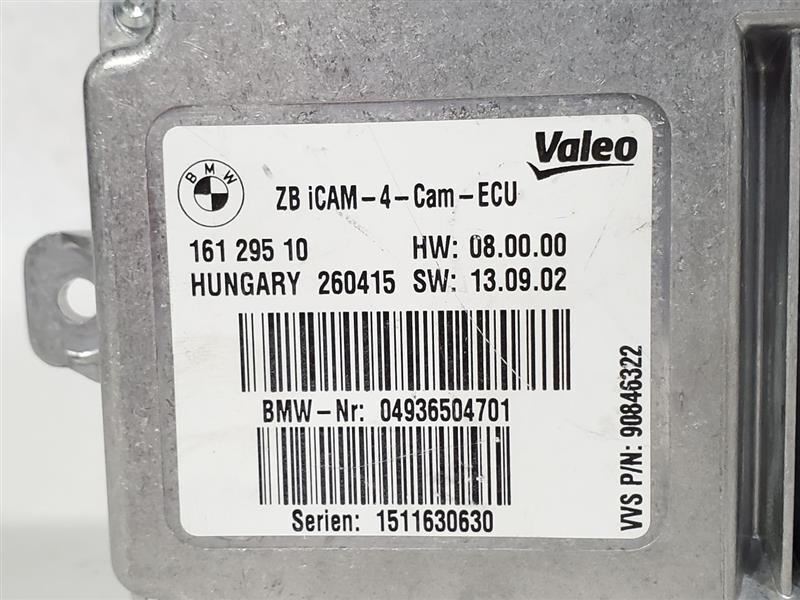 BMW
Valeo
ZB iCAM-4-Cam-ECU
161 295 10 HW: 08.00.00
HUNGARY 260415 SW: 13.09.02
BMW-Nr: 04936504701
Serien: 1511630630
VVS P/N: 90846322